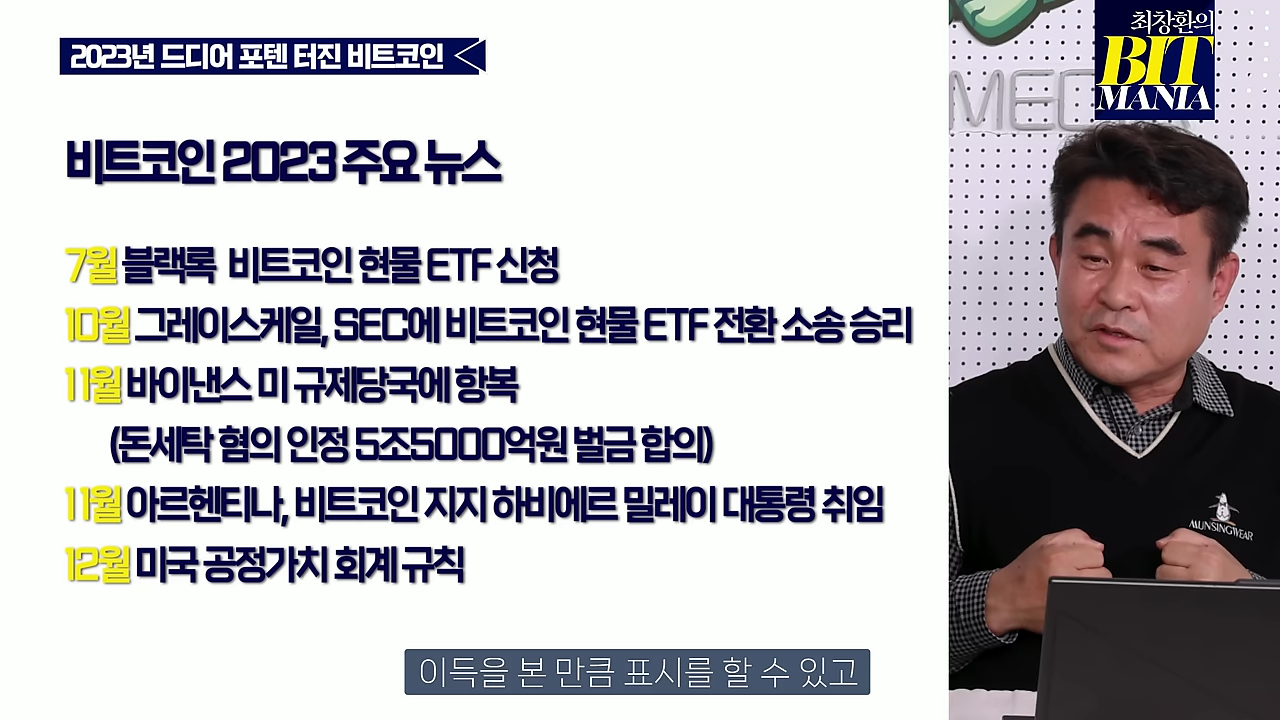 2023년 드디어 포텐 터진 비트코인
최창환의
BIT
MANIA
MEDIA
비트코인 2023 주요 뉴스
7월 블랙록 비트코인 현물 ETF 신청
10월 그레이스케일, SEC에 비트코인 현물 ETF 전환 소송 승리
11월 바이낸스 미 규제당국에 항복
(돈세탁 혐의 인정 5조5000억원 벌금 합의)
11월 아르헨티나, 비트코인 지지 하비에르 밀레이 대통령 취임
12월 미국 공정가치 회계 규칙
MUNSINGWEAR
이득을 본 만큼 표시를 할 수 있고